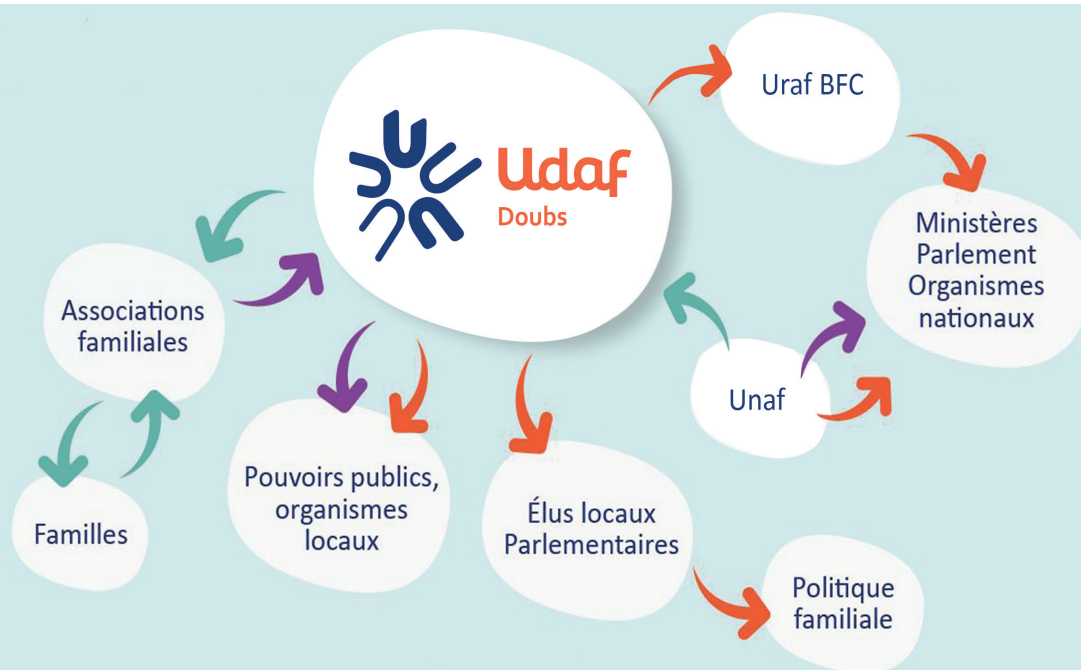 Udaf
Doubs
Uraf BFC
Ministères
Parlement
Organismes
nationaux
Associations
familiales
Unaf
Pouvoirs publics,
organismes
locaux
Élus locaux
Parlementaires
Familles
Politique
familiale